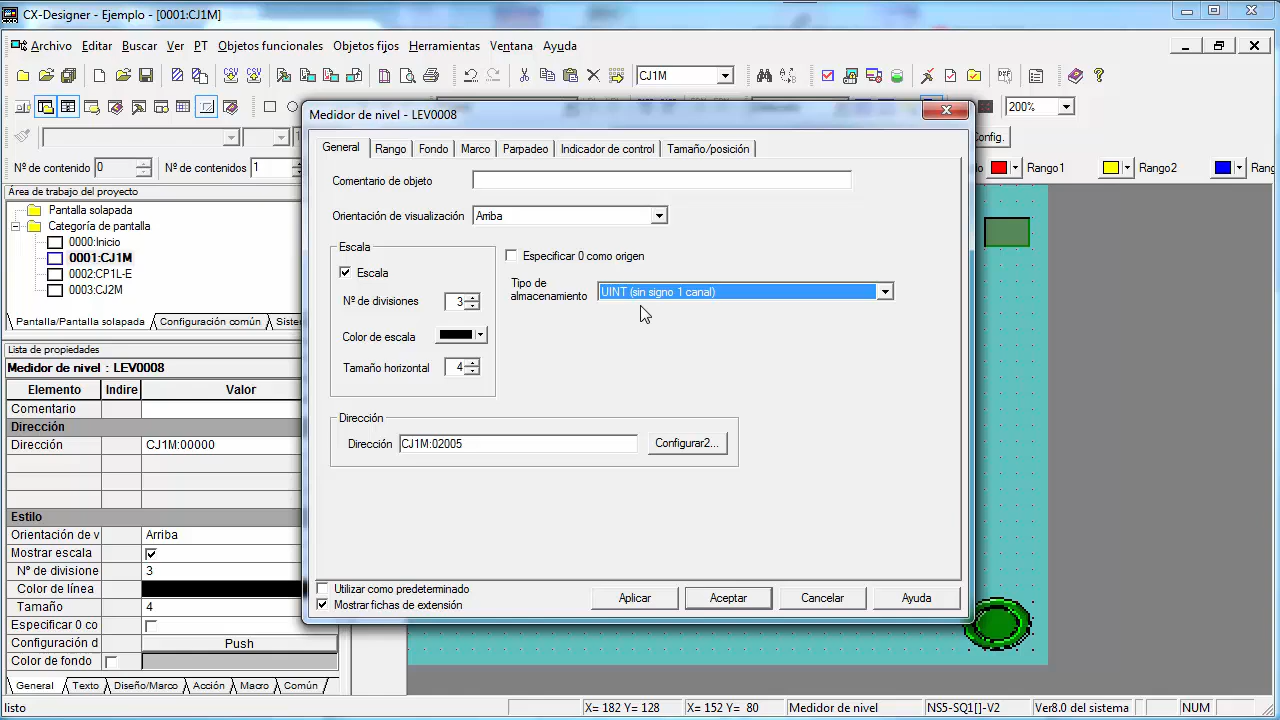 CX-Designer - Ejemplo - [0001:CJ1M]
Archivo Editar Buscar Ver PT Objetos funcionales Objetos fijos Herramientas Ventana Ayuda
CJ1M
200%
Medidor de nivel - LEV0008
Config.
Nº de contenido 0 Nº de contenidos 1
Rango1 Rango2
Área de trabajo del proyecto
Pantalla solapada
Categoría de pantalla
0000:Inicio
0001:CJ1M
0002:CP1L-E
0003:CJ2M
Pantalla/Pantalla solapada Configuración común
Lista de propiedades
Medidor de nivel : LEV0008
Elemento Indire Valor
Comentario
Dirección
Dirección CJ1M:00000
Estilo
Orientación de v Arriba
Mostrar escala
Nº de divisione 3
Color de línea
Tamaño 4
Especificar 0 co
Configuración d Push
Color de fondo
General Texto Diseño/Marco Acción Macro Común
General Rango Fondo Marco Parpadeo Indicador de control Tamaño/posición
Comentario de objeto
Orientación de visualización Arriba
Escala
Escala
Nº de divisiones 3
Color de escala
Tamaño horizontal 4
Especificar 0 como origen
Tipo de
almacenamiento
UINT (sin signo 1 canal)
Dirección
Dirección CJ1M:02005 Configurar2...
Utilizar como predeterminado
Mostrar fichas de extensión
Aplicar Aceptar Cancelar Ayuda
listo X= 182 Y= 128 X= 152 Y= 80 Medidor de nivel NS5-SQ1[]-V2 Ver8.0 del sistema NUM